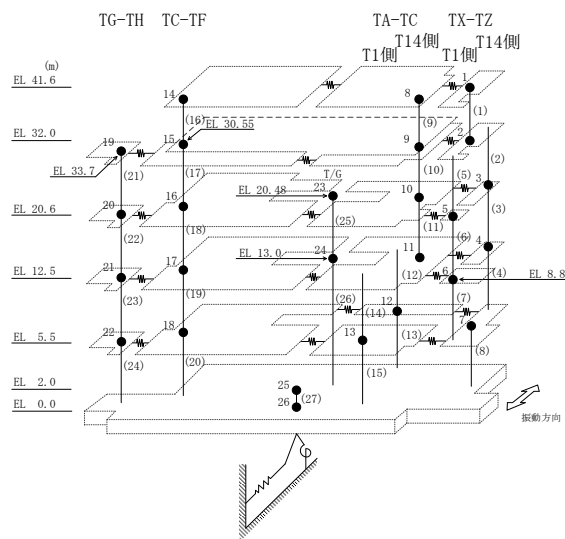 TG-TH TC-TF TA-TC TX-TZ
T1側 T14側 T1側 T14側
(m)
EL 41.6
14 8 1
(16) (9) (1)
EL 32.0
EL 30.55
19 15 9 2
EL 33.7
(21) (17) (10) (2)
T/G
EL 20.48 23
(5) 3
EL 20.6
20 16 10 5
(3)
(22) (18) (25) (11)
EL 13.0 24
(6) 4
EL 12.5
21 17 11 6
(4) EL 8.8
(23) (19) (12)
(26) (14) 12 (7)
EL 5.5
22 18 13 (13) 7
(24) (20) (15) (8)
EL 2.0
25
EL 0.0
26 (27)
振動方向